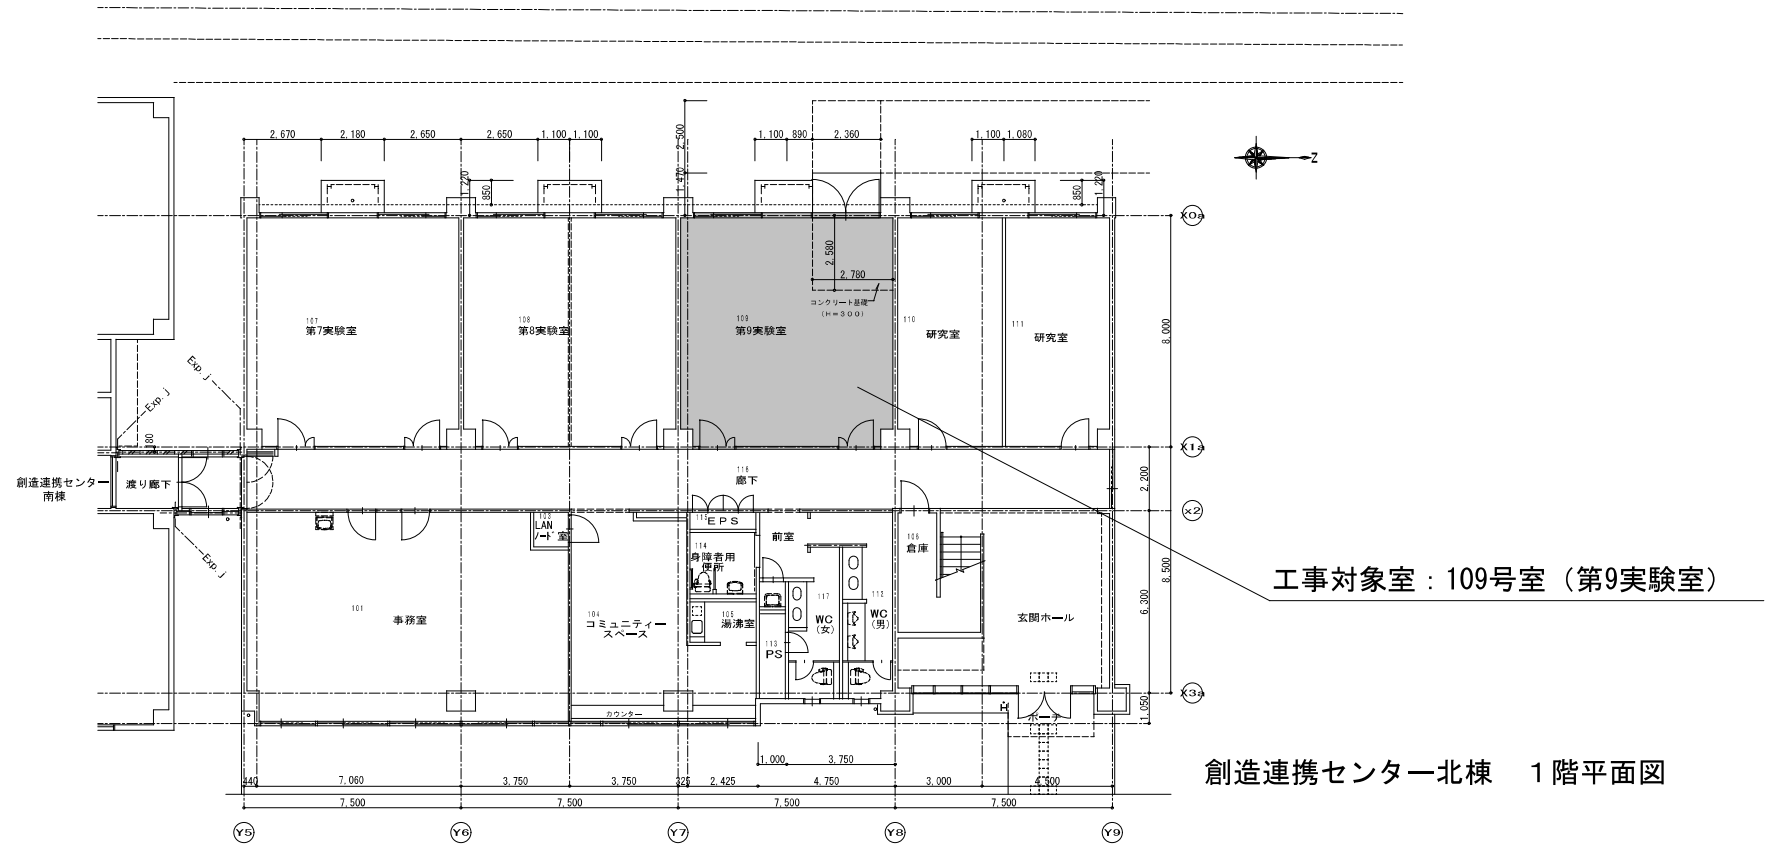 2,670
2,180
2,650
2,650
1,100
1,100
2,500
1,470
1,100
890
2,360
1,100
1,080
Z
1,220
850
850
1,220
X0a
2,580
2,780
コンクリート基礎
(H=300)
107
第7実験室
108
第8実験室
109
第9実験室
110
研究室
111
研究室
8,000
Exp.j
Exp.j
180
X1a
創造連携センター
南棟
渡り廊下
116
廊下
2,200
x2
103
LAN
ﾉｰﾄﾞ室
115
EPS
前室
106
倉庫
114
身障者用
便所
Exp.j
8,500
工事対象室：109号室（第9実験室）
101
事務室
104
コミュニティー
スペース
105
湯沸室
117
WC
(女)
112
WC
(男)
玄関ホール
6,300
113
PS
X3a
カウンター
ポーチ
1,050
1,000
3,750
創造連携センター北棟　１階平面図
440
7,060
3,750
3,750
325
2,425
4,750
3,000
4,500
7,500
7,500
7,500
7,500
Y5
Y6
Y7
Y8
Y9